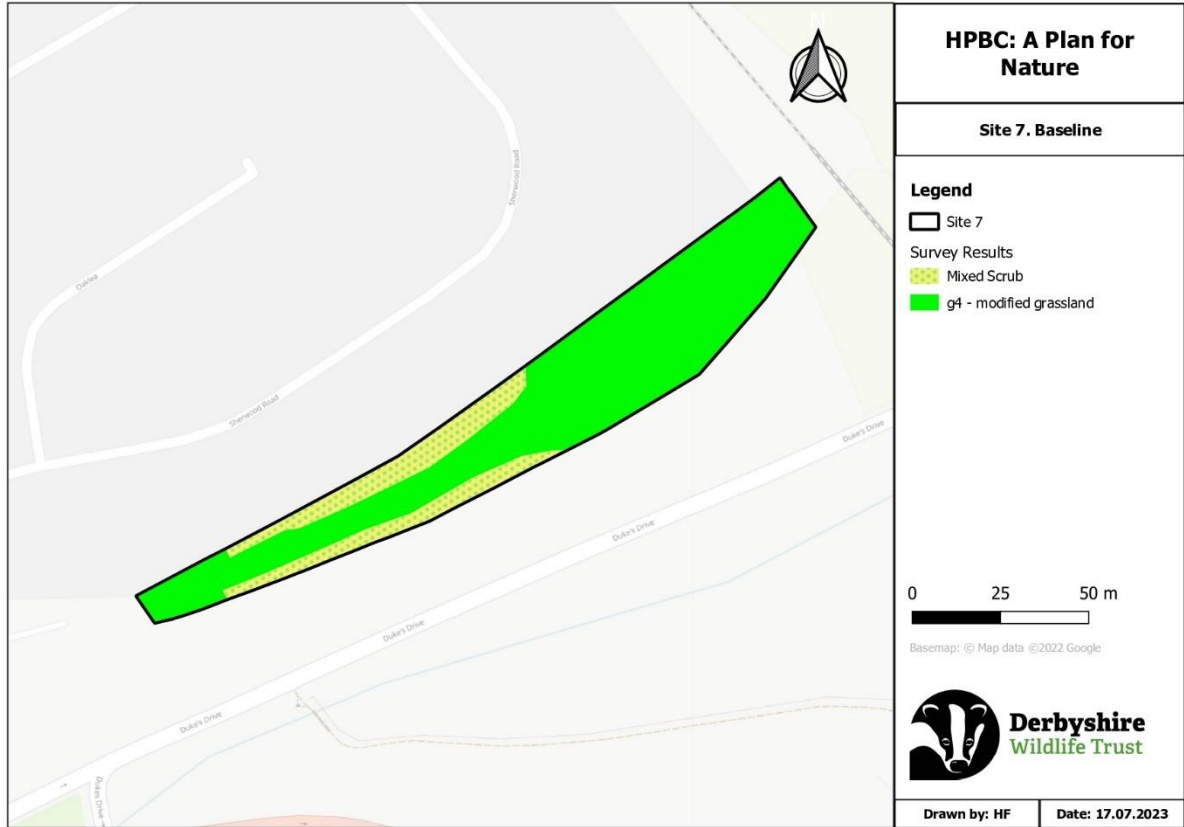 N
Sherwood Road
Oaklea
Sherwood Road
Duke's Drive
Duke's Drive
Duke's Drive
Duke's Drive
Dukes Drive
HPBC: A Plan for
Nature
Site 7. Baseline
Legend
Site 7
Survey Results
Mixed Scrub
g4 - modified grassland
0 25 50 m
Basemap: © Map data ©2022 Google
Derbyshire
Wildlife Trust
Drawn by: HF
Date: 17.07.2023